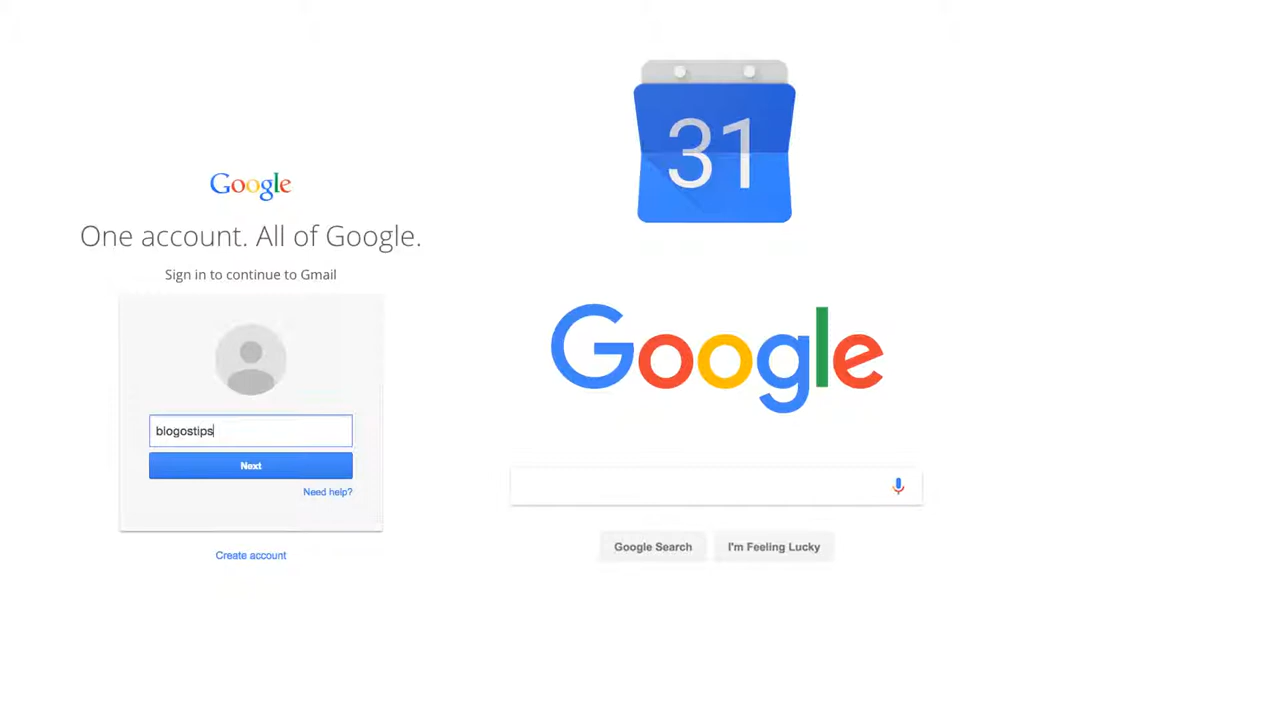 Google
One account. All of Google.
Sign in to continue to Gmail
blogostips
Next
Need help?
Create account
31
Google
Google Search
I'm Feeling Lucky